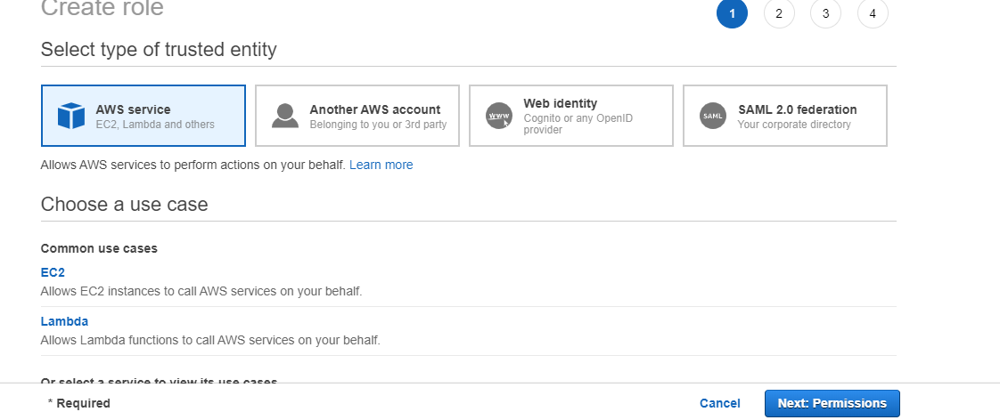 Create role
1 2 3 4
Select type of trusted entity
AWS service
EC2, Lambda and others
Another AWS account
Belonging to you or 3rd party
www
Web identity
Cognito or any OpenID
provider
SAML
SAML 2.0 federation
Your corporate directory
Allows AWS services to perform actions on your behalf. Learn more
Choose a use case
Common use cases
EC2
Allows EC2 instances to call AWS services on your behalf.
Lambda
Allows Lambda functions to call AWS services on your behalf.
Or select a service to view its use cases
* Required
Cancel
Next: Permissions